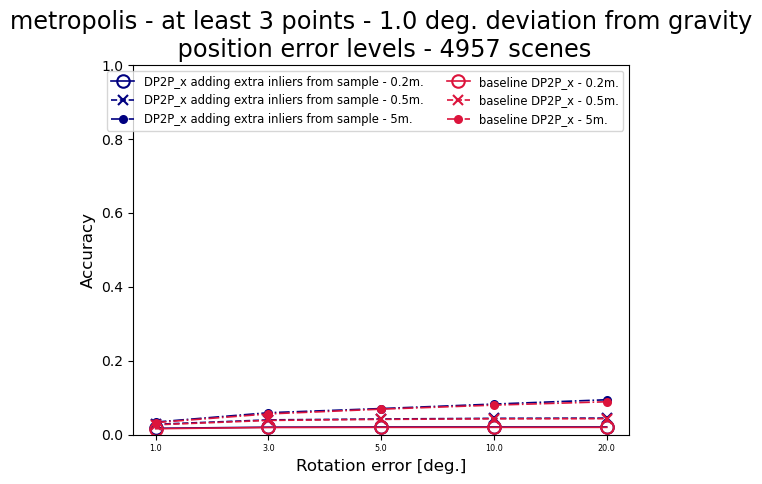 metropolis - at least 3 points - 1.0 deg. deviation from gravity
position error levels - 4957 scenes
DP2P_x adding extra inliers from sample - 0.2m.
DP2P_x adding extra inliers from sample - 0.5m.
DP2P_x adding extra inliers from sample - 5m.
baseline DP2P_x - 0.2m.
baseline DP2P_x - 0.5m.
baseline DP2P_x - 5m.
Accuracy
1.0
0.8
0.6
0.4
0.2
0.0
1.0 3.0 5.0 10.0 20.0
Rotation error [deg.]